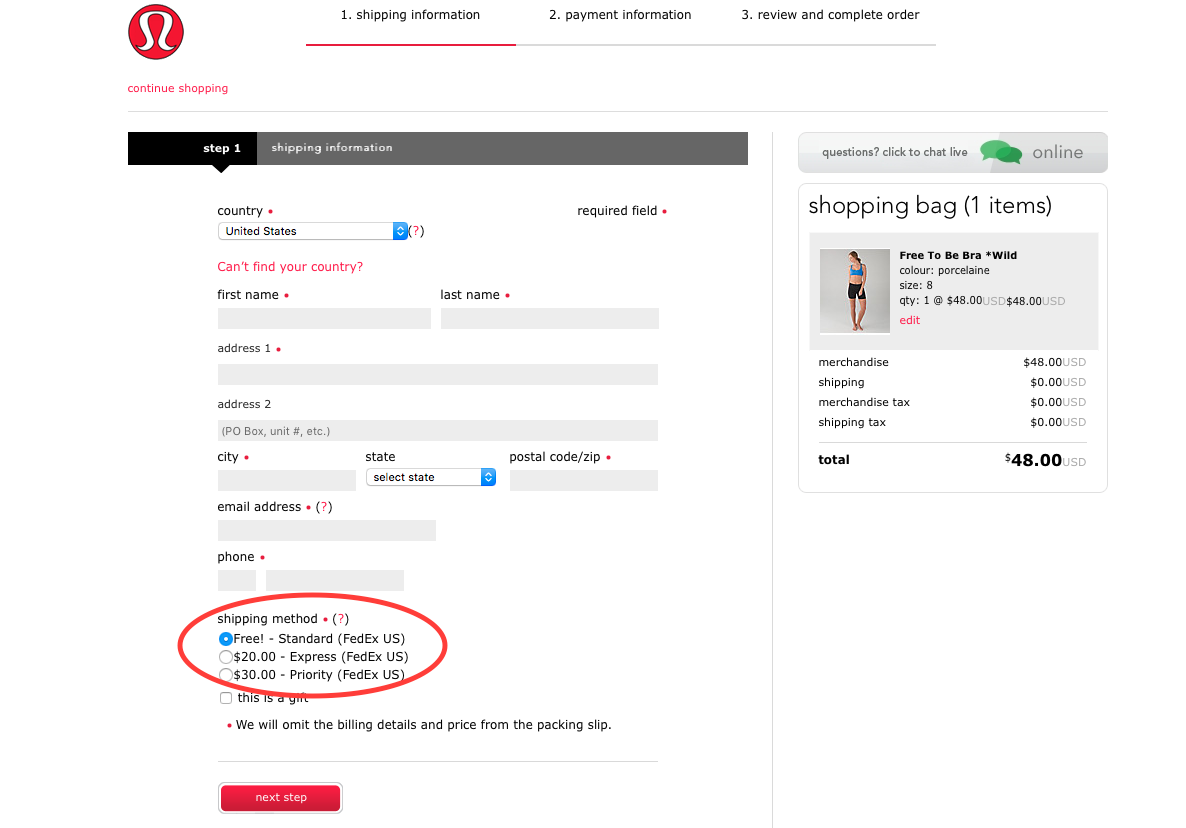 1. shipping information 2. payment information 3. review and complete order
continue shopping
step 1 shipping information
country • required field •
United States (?)
Can't find your country?
first name • last name •
address 1 •
address 2
(PO Box, unit #, etc.)
city • state postal code/zip •
select state
email address • (?)
phone •
shipping method • (?)
Free! - Standard (FedEx US)
$20.00 - Express (FedEx US)
$30.00 - Priority (FedEx US)
this is a gift
• We will omit the billing details and price from the packing slip.
next step
questions? click to chat live online
shopping bag (1 items)
Free To Be Bra *Wild
colour: porcelaine
size: 8
qty: 1 @ $48.00USD$48.00USD
edit
merchandise $48.00USD
shipping $0.00USD
merchandise tax $0.00USD
shipping tax $0.00USD
total $48.00USD